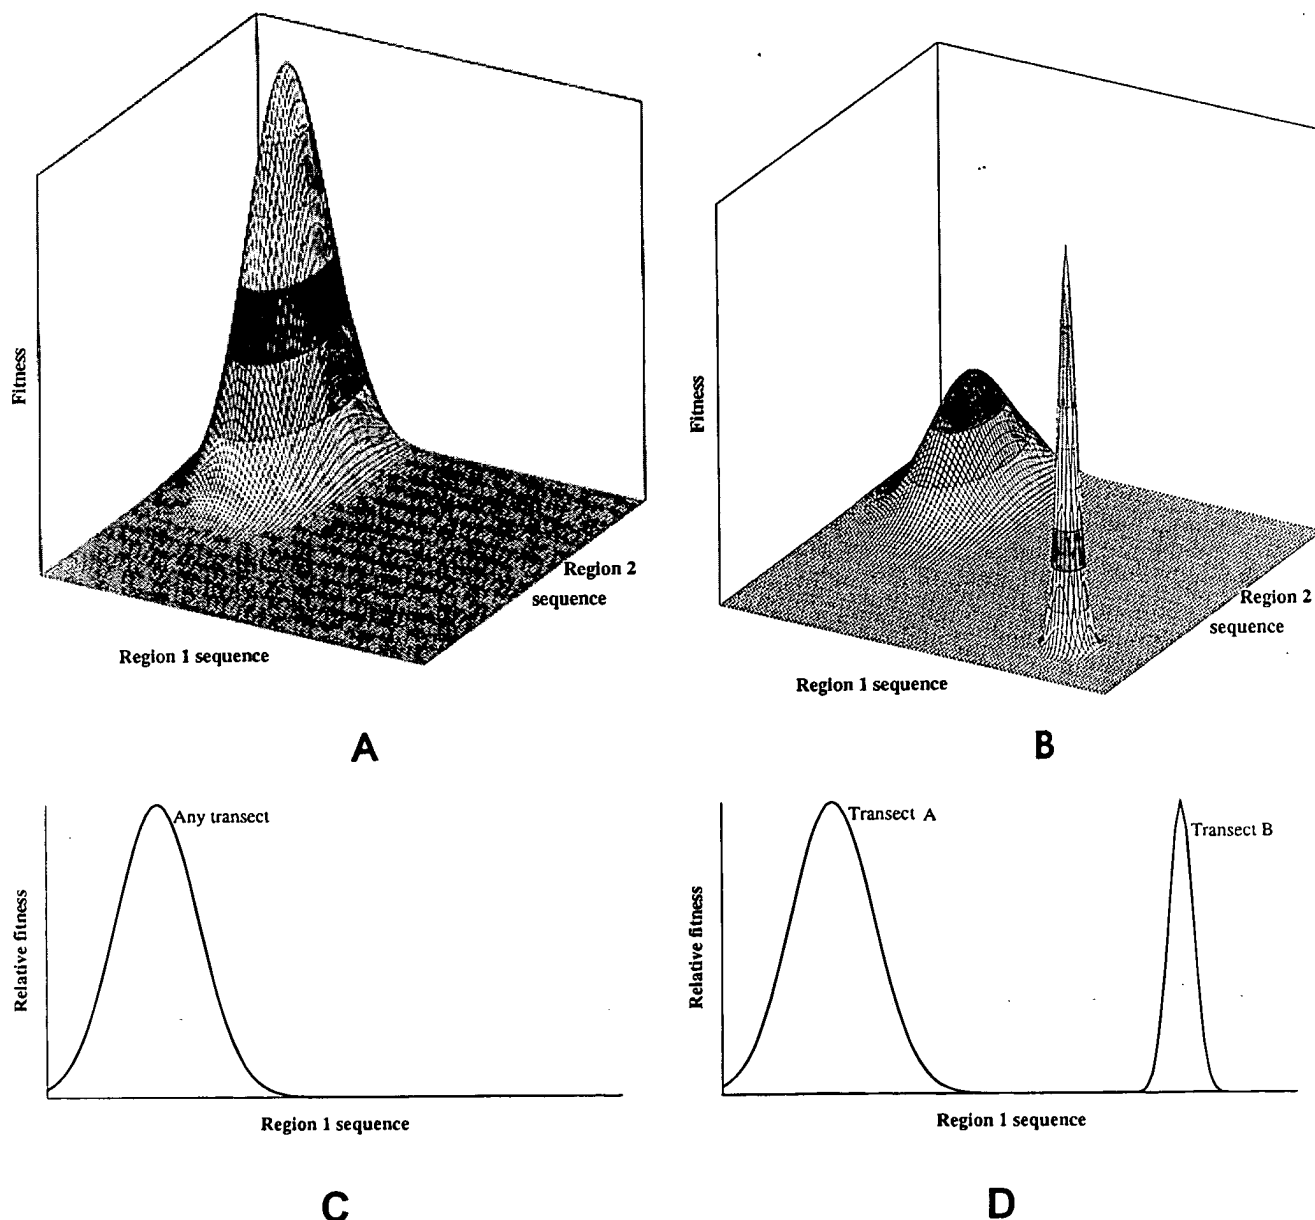 Fitness
Region 2
sequence
Region 1 sequence
A
Fitness
Region 2
sequence
Region 1 sequence
B
Relative fitness
Any transect
Region 1 sequence
C
Relative fitness
Transect A
Transect B
Region 1 sequence
D